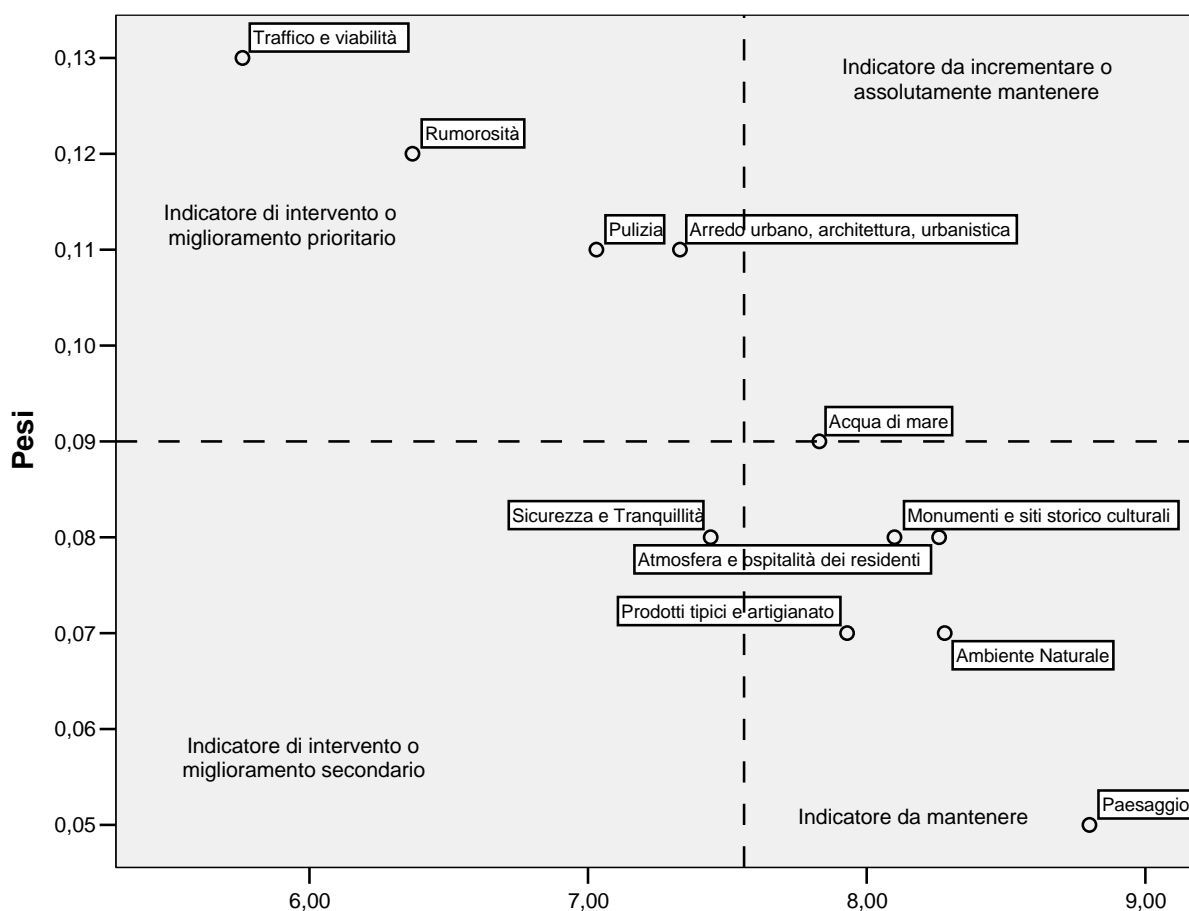 Traffico e viabilità
0,13
Indicatore da incrementare o
assolutamente mantenere
Rumorosità
0,12
Indicatore di intervento o
miglioramento prioritario
Pulizia
Arredo urbano, architettura, urbanistica
0,11
0,10
Acqua di mare
0,09
Pesi
Sicurezza e Tranquillità
Monumenti e siti storico culturali
0,08
Atmosfera e ospitalità dei residenti
Prodotti tipici e artigianato
0,07
Ambiente Naturale
0,06
Indicatore di intervento o
miglioramento secondario
Indicatore da mantenere
Paesaggio
0,05
6,00
7,00
8,00
9,00